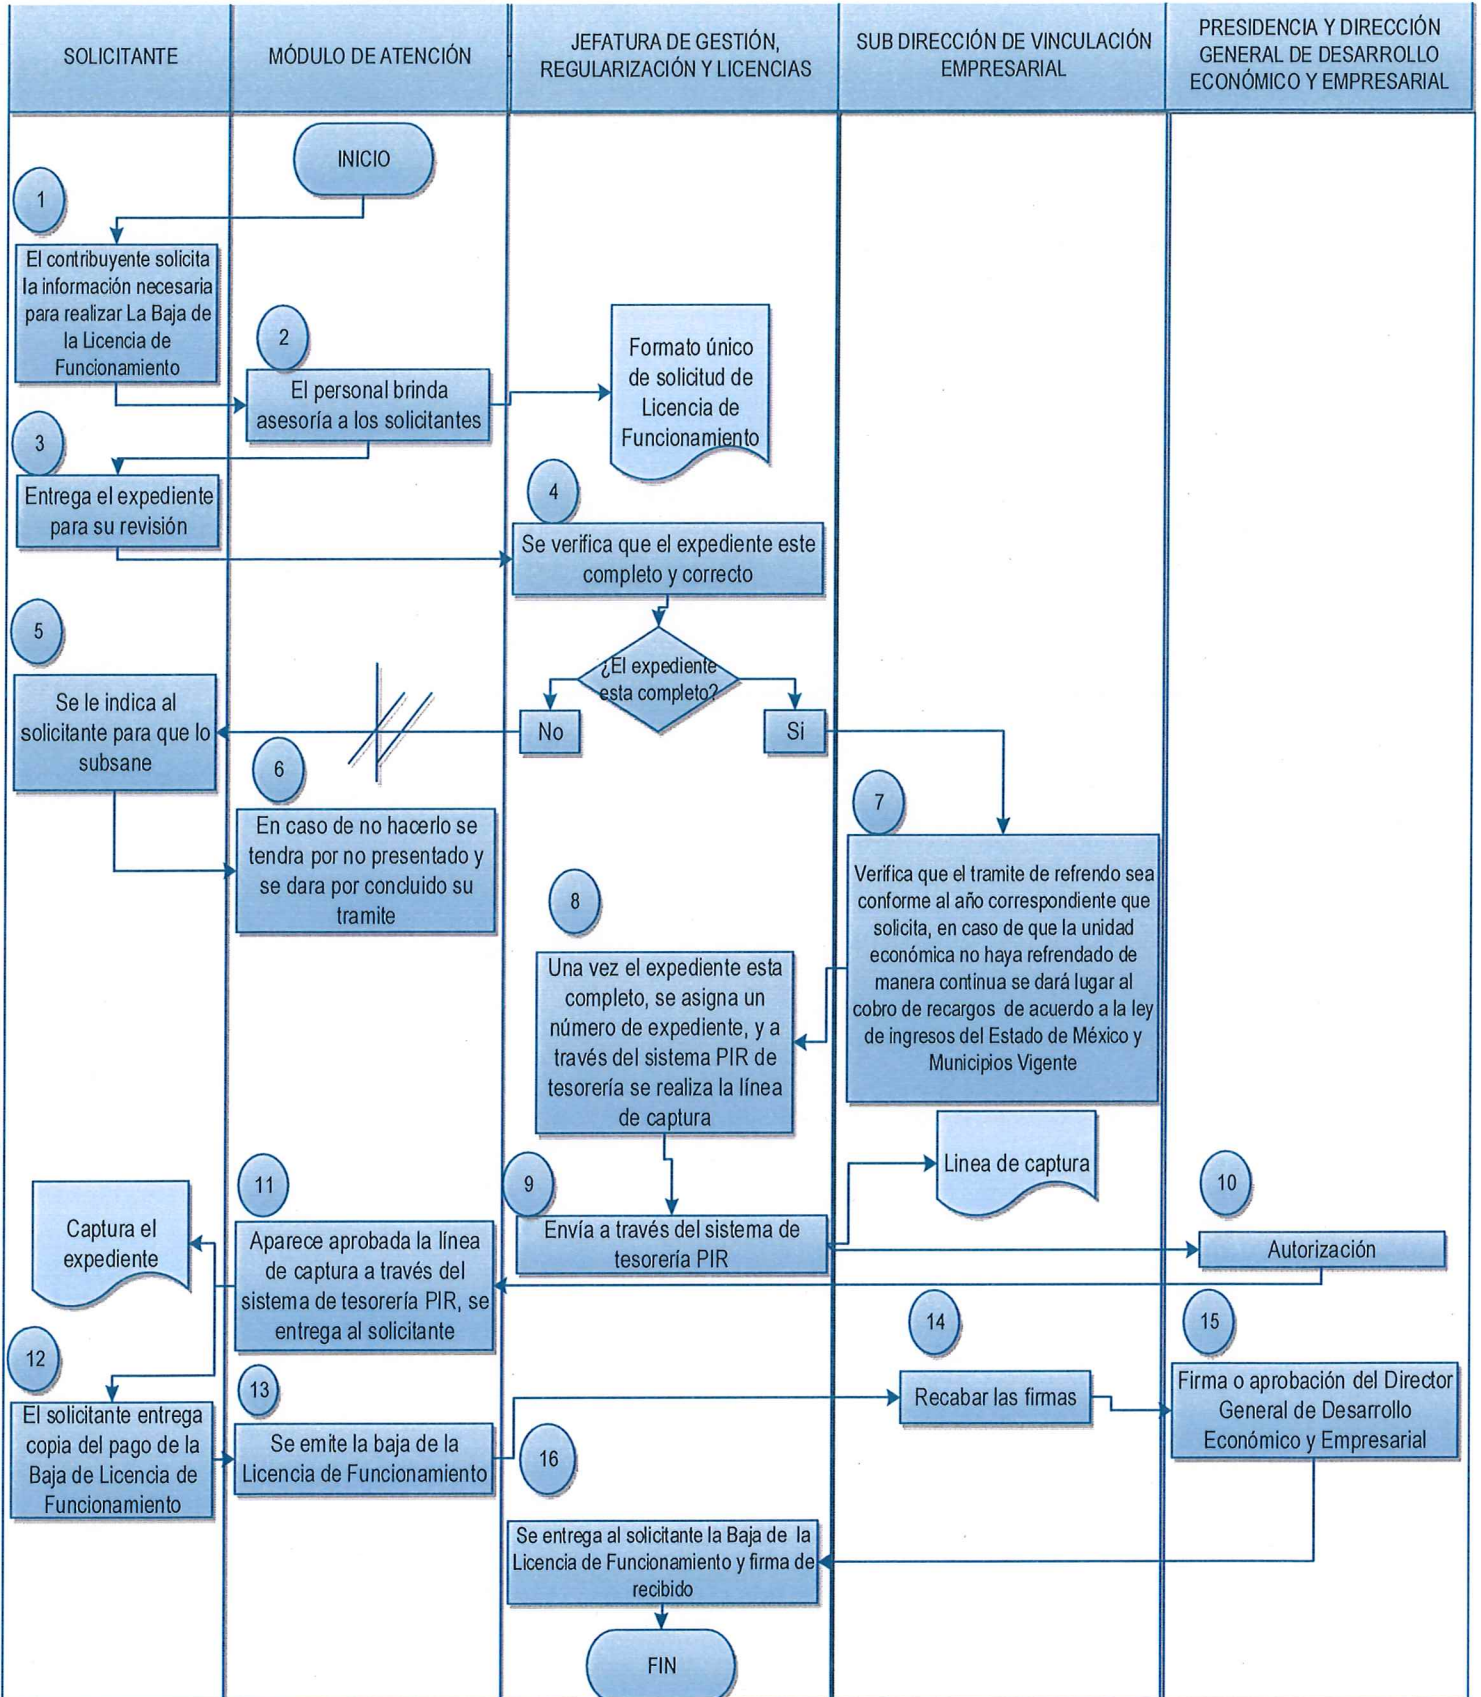 SOLICITANTE
MÓDULO DE ATENCIÓN
JEFATURA DE GESTIÓN,
REGULARIZACIÓN Y LICENCIAS
SUB DIRECCIÓN DE VINCULACIÓN
EMPRESARIAL
PRESIDENCIA Y DIRECCIÓN
GENERAL DE DESARROLLO
ECONÓMICO Y EMPRESARIAL
INICIO
1
El contribuyente solicita
la información necesaria
para realizar La Baja de
la Licencia de
Funcionamiento
2
El personal brinda
asesoría a los solicitantes
Formato único
de solicitud de
Licencia de
Funcionamiento
3
Entrega el expediente
para su revisión
4
Se verifica que el expediente este
completo y correcto
¿El expediente
esta completo?
No
Si
5
Se le indica al
solicitante para que lo
subsane
6
En caso de no hacerlo se
tendra por no presentado y
se dara por concluido su
tramite
7
Verifica que el tramite de refrendo sea
conforme al año correspondiente que
solicita, en caso de que la unidad
económica no haya refrendado de
manera continua se dará lugar al
cobro de recargos de acuerdo a la ley
de ingresos del Estado de México y
Municipios Vigente
8
Una vez el expediente esta
completo, se asigna un
número de expediente, y a
través del sistema PIR de
tesorería se realiza la línea
de captura
9
Envía a través del sistema de
tesorería PIR
Linea de captura
10
Autorización
11
Aparece aprobada la línea
de captura a través del
sistema de tesorería PIR, se
entrega al solicitante
Captura el
expediente
12
El solicitante entrega
copia del pago de la
Baja de Licencia de
Funcionamiento
13
Se emite la baja de la
Licencia de Funcionamiento
14
Recabar las firmas
15
Firma o aprobación del Director
General de Desarrollo
Económico y Empresarial
16
Se entrega al solicitante la Baja de la
Licencia de Funcionamiento y firma de
recibido
FIN